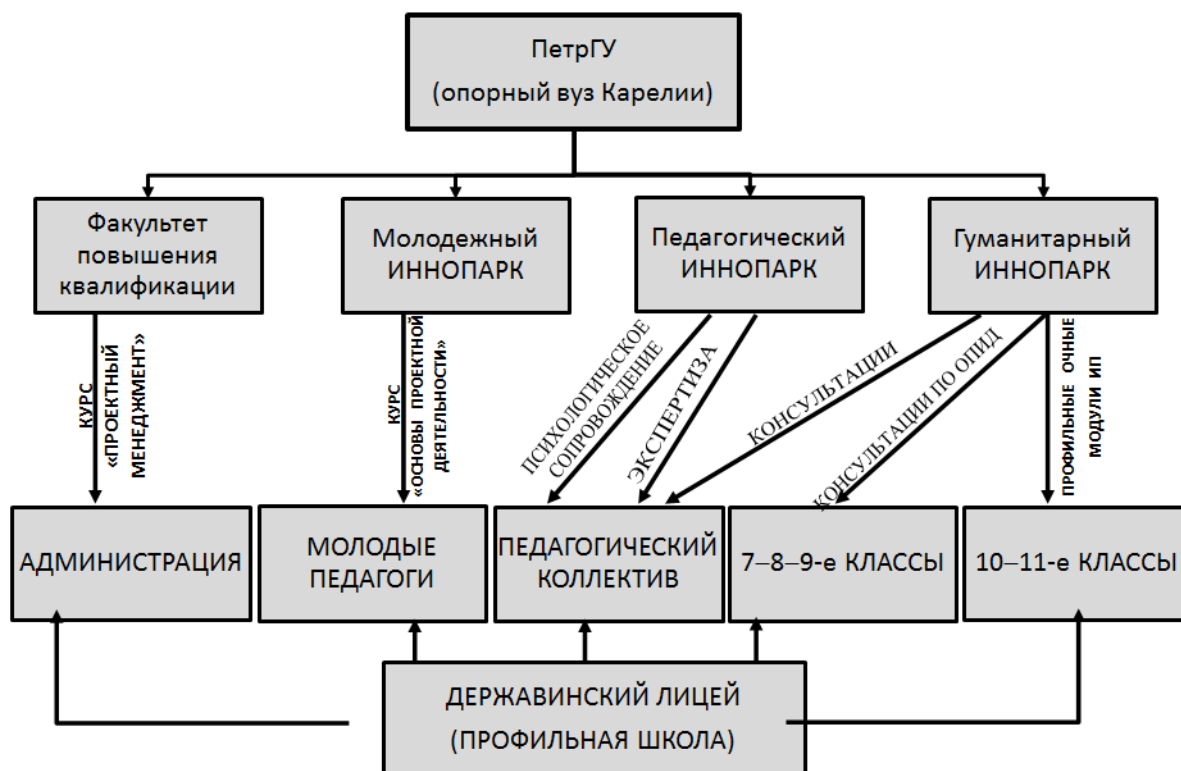 ПетрГУ
(опорный вуз Карелии)
Факультет
повышения
квалификации
Молодежный
ИННОПАРК
Педагогический
ИННОПАРК
Гуманитарный
ИННОПАРК
КУРС
«ПРОЕКТНЫЙ
МЕНЕДЖМЕНТ»
КУРС
«ОСНОВЫ ПРОЕКТНОЙ
ДЕЯТЕЛЬНОСТИ»
ПСИХОЛОГИЧЕСКОЕ
СОПРОВОЖДЕНИЕ
ЭКСПЕРТИЗА
КОНСУЛЬТАЦИИ
КОНСУЛЬТАЦИИ ПО ОПИД
ПРОФИЛЬНЫЕ ОЧНЫЕ
МОДУЛИ ИП
АДМИНИСТРАЦИЯ
МОЛОДЫЕ
ПЕДАГОГИ
ПЕДАГОГИЧЕСКИЙ
КОЛЛЕКТИВ
7–8–9-е КЛАССЫ
10–11-е КЛАССЫ
ДЕРЖАВИНСКИЙ ЛИЦЕЙ
(ПРОФИЛЬНАЯ ШКОЛА)